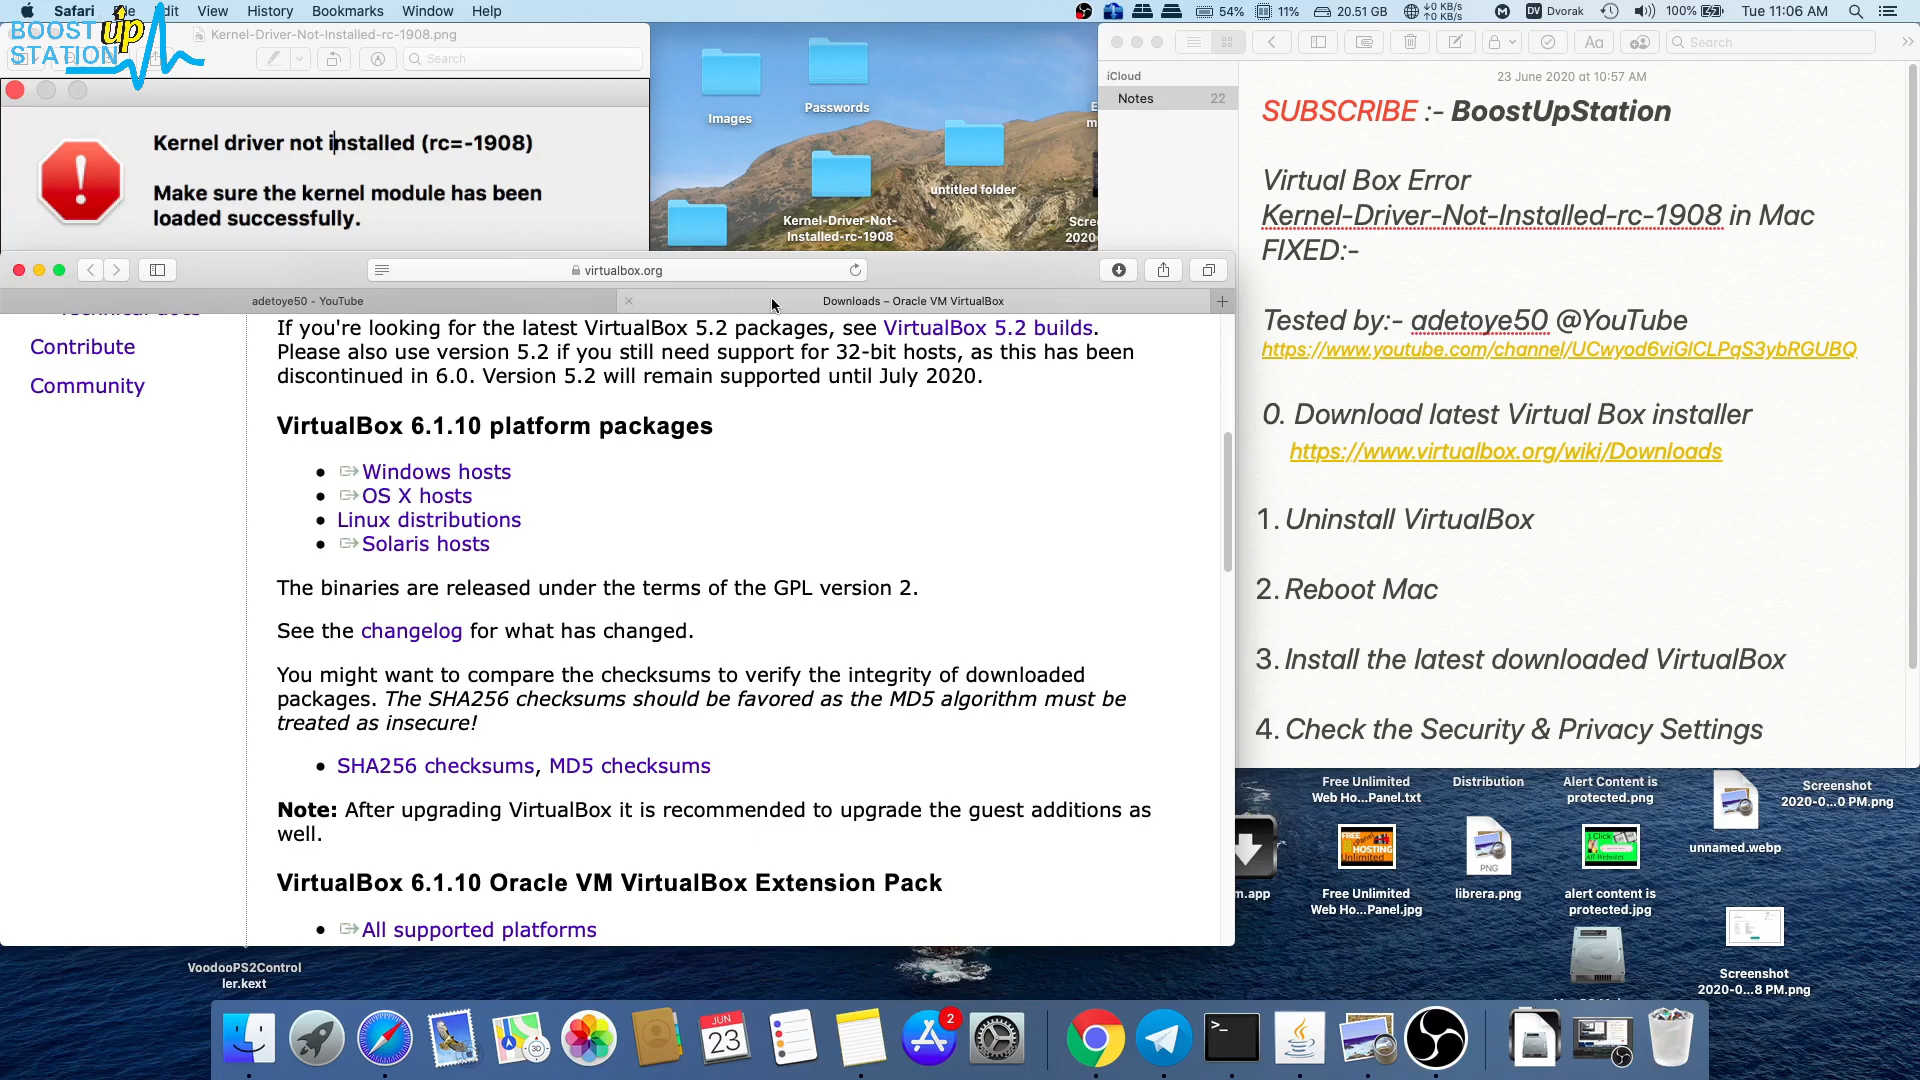 Safari File Edit View History Bookmarks Window Help
54% 11% 20.51 GB ↓0 KB/s ↑0 KB/s DV Dvorak 100% Tue 11:06 AM
BOOST up
STATION
Kernel-Driver-Not-Installed-rc-1908.png
Search
Kernel driver not installed (rc=-1908)
Make sure the kernel module has been
loaded successfully.
Images
Passwords
untitled folder
Kernel-Driver-Not-
Installed-rc-1908
virtualbox.org
adetoye50 – YouTube
Downloads – Oracle VM VirtualBox
Contribute
Community
If you're looking for the latest VirtualBox 5.2 packages, see VirtualBox 5.2 builds.
Please also use version 5.2 if you still need support for 32-bit hosts, as this has been
discontinued in 6.0. Version 5.2 will remain supported until July 2020.
VirtualBox 6.1.10 platform packages
• Windows hosts
• OS X hosts
• Linux distributions
• Solaris hosts
The binaries are released under the terms of the GPL version 2.
See the changelog for what has changed.
You might want to compare the checksums to verify the integrity of downloaded
packages. The SHA256 checksums should be favored as the MD5 algorithm must be
treated as insecure!
• SHA256 checksums, MD5 checksums
Note: After upgrading VirtualBox it is recommended to upgrade the guest additions as
well.
VirtualBox 6.1.10 Oracle VM VirtualBox Extension Pack
• All supported platforms
Aa
Search
iCloud
Notes 22
23 June 2020 at 10:57 AM
SUBSCRIBE :- BoostUpStation
Virtual Box Error
Kernel-Driver-Not-Installed-rc-1908 in Mac
FIXED:-
Tested by:- adetoye50 @YouTube
https://www.youtube.com/channel/UCwyod6viGlCLPqS3ybRGUBQ
0. Download latest Virtual Box installer
https://www.virtualbox.org/wiki/Downloads
1. Uninstall VirtualBox
2. Reboot Mac
3. Install the latest downloaded VirtualBox
4. Check the Security & Privacy Settings
Free Unlimited
Web Ho...Panel.txt
Distribution
Alert Content is
protected.png
Screenshot
2020-0...0 PM.png
unnamed.webp
m.app
Free Unlimited
Web Ho...Panel.jpg
PNG
librera.png
alert content is
protected.jpg
Screenshot
2020-0...8 PM.png
VoodooPS2Control
ler.kext
JUN
23
2